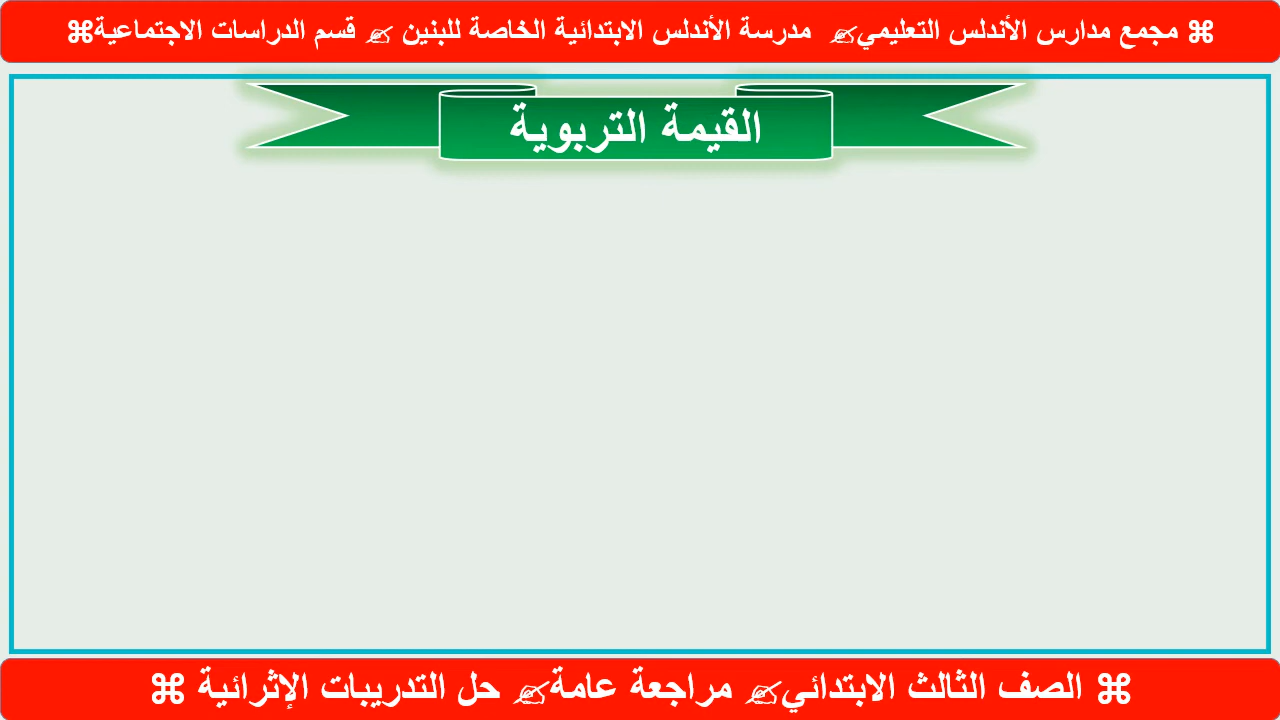 ⌘ مجمع مدارس الأندلس التعليمي✍ مدرسة الأندلس الابتدائية الخاصة للبنين ✍ قسم الدراسات الاجتماعية⌘
القيمة التربوية
⌘ الصف الثالث الابتدائي✍ مراجعة عامة✍ حل التدريبات الإثرائية ⌘